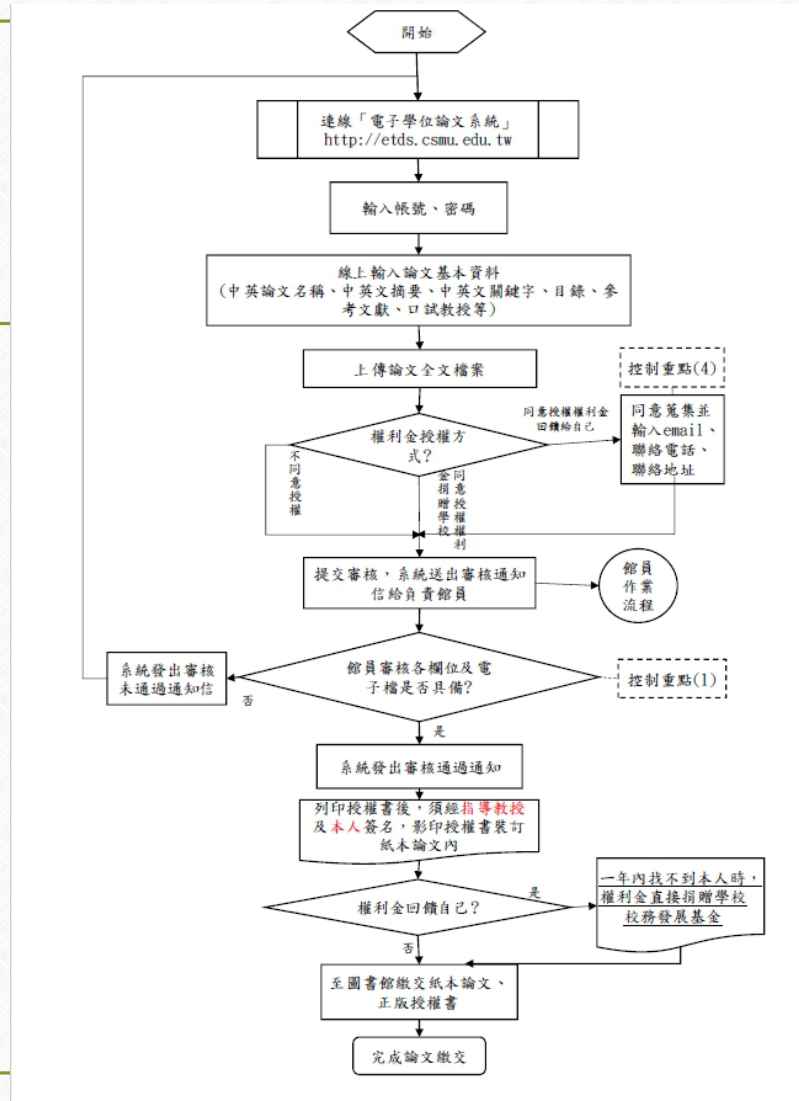 開始
連線「電子學位論文系統」
http://etds.csmu.edu.tw
輸入帳號、密碼
線上輸入論文基本資料
(中英論文名稱、中英文摘要、中英文關鍵字、目錄、參
考文獻、口試教授等)
上傳論文全文檔案
控制重點(4)
權利金授權方
式?
同意授權權利金
回饋給自己
同意蒐集並
輸入email、
聯絡電話、
聯絡地址
不同意授權
同意授權權利
金捐贈學校
提交審核，系統送出審核通知
信給負責館員
館員
作業
流程
館員審核各欄位及電
子檔是否具備?
控制重點(1)
否
系統發出審核
未通過通知信
是
系統發出審核通過通知
列印授權書後，須經指導教授
及本人簽名，影印授權書裝訂
紙本論文內
權利金回饋自己?
是
一年內找不到本人時，
權利金直接捐贈學校
校務發展基金
否
至圖書館繳交紙本論文、
正版授權書
完成論文繳交